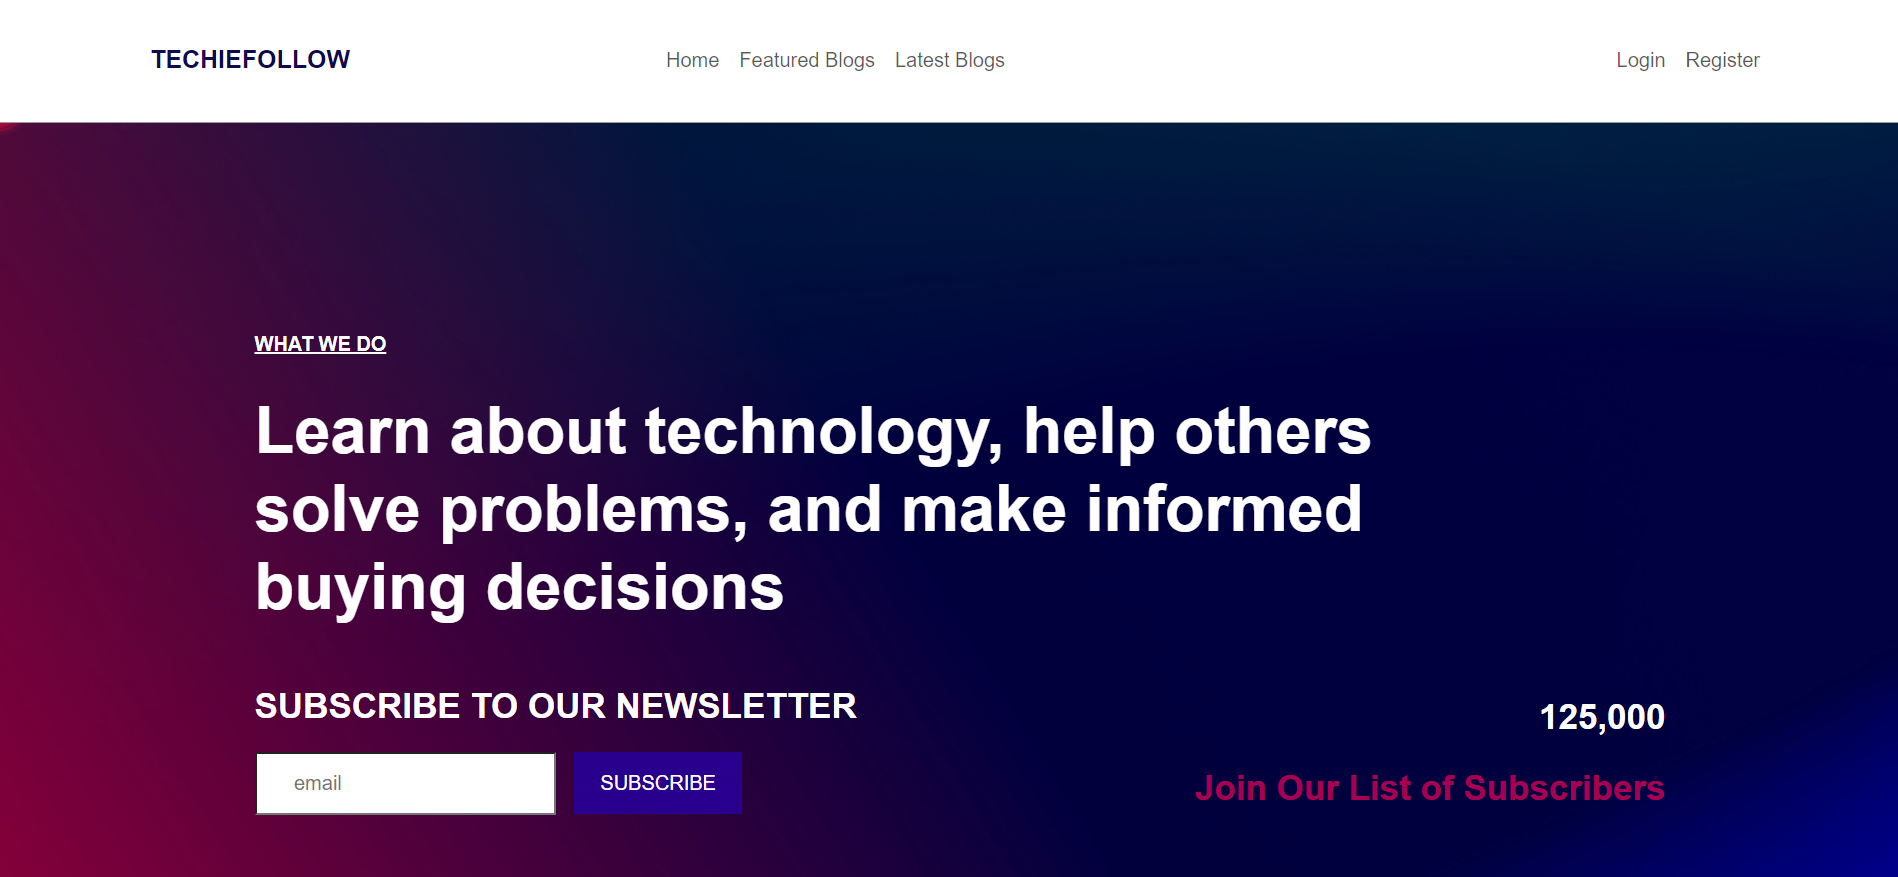 TECHIEFOLLOW
Home Featured Blogs Latest Blogs
Login Register
WHAT WE DO
Learn about technology, help others
solve problems, and make informed
buying decisions
SUBSCRIBE TO OUR NEWSLETTER
email
SUBSCRIBE
125,000
Join Our List of Subscribers